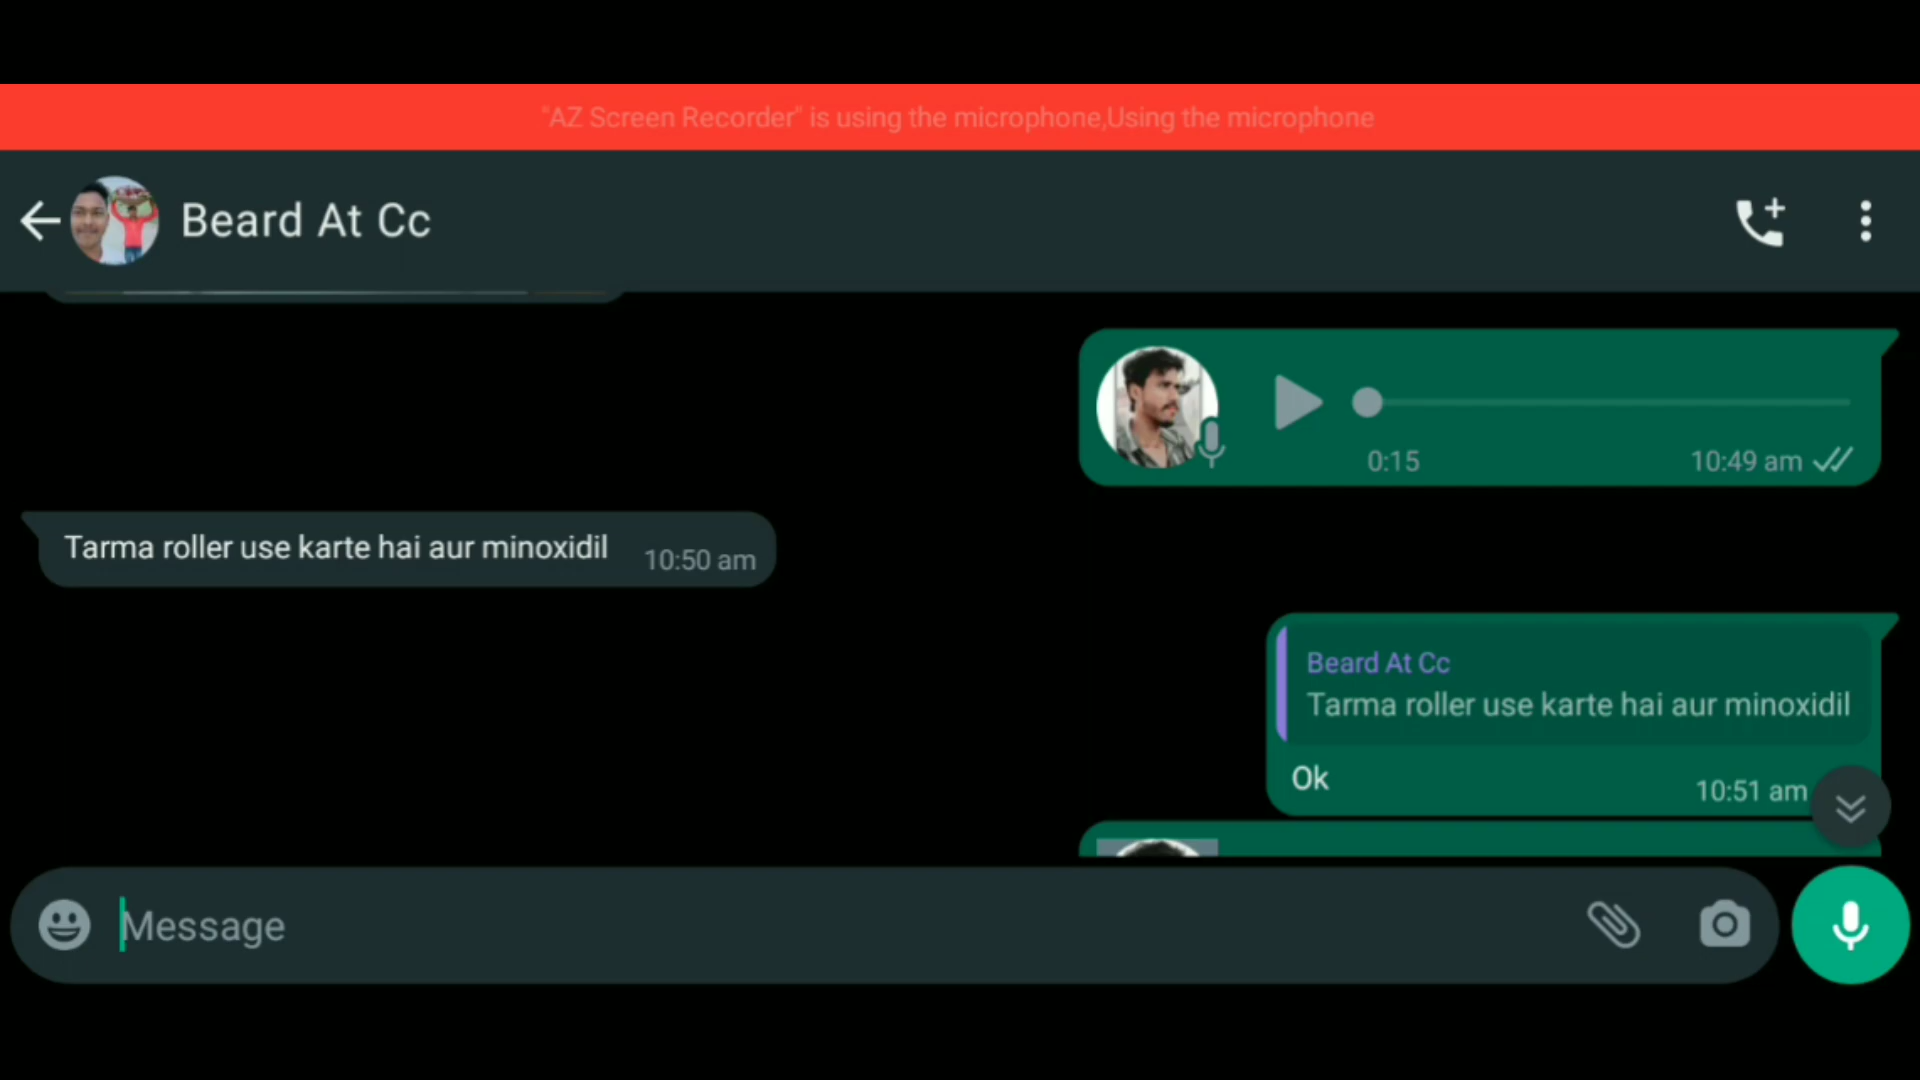 "AZ Screen Recorder" is using the microphone,Using the microphone
Beard At Cc
0:15
10:49 am
Tarma roller use karte hai aur minoxidil
10:50 am
Beard At Cc
Tarma roller use karte hai aur minoxidil
Ok
10:51 am
Message